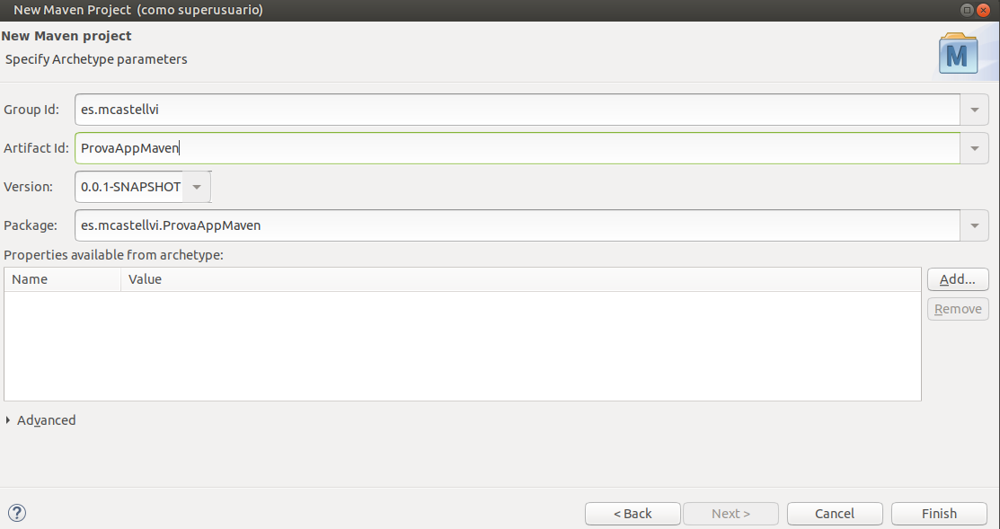 New Maven Project (como superusuario)
New Maven project
Specify Archetype parameters
M
Group Id: es.mcastellvi
Artifact Id: ProvaAppMaven
Version: 0.0.1-SNAPSHOT
Package: es.mcastellvi.ProvaAppMaven
Properties available from archetype:
Name Value Add...
Remove
Advanced
? < Back Next > Cancel Finish